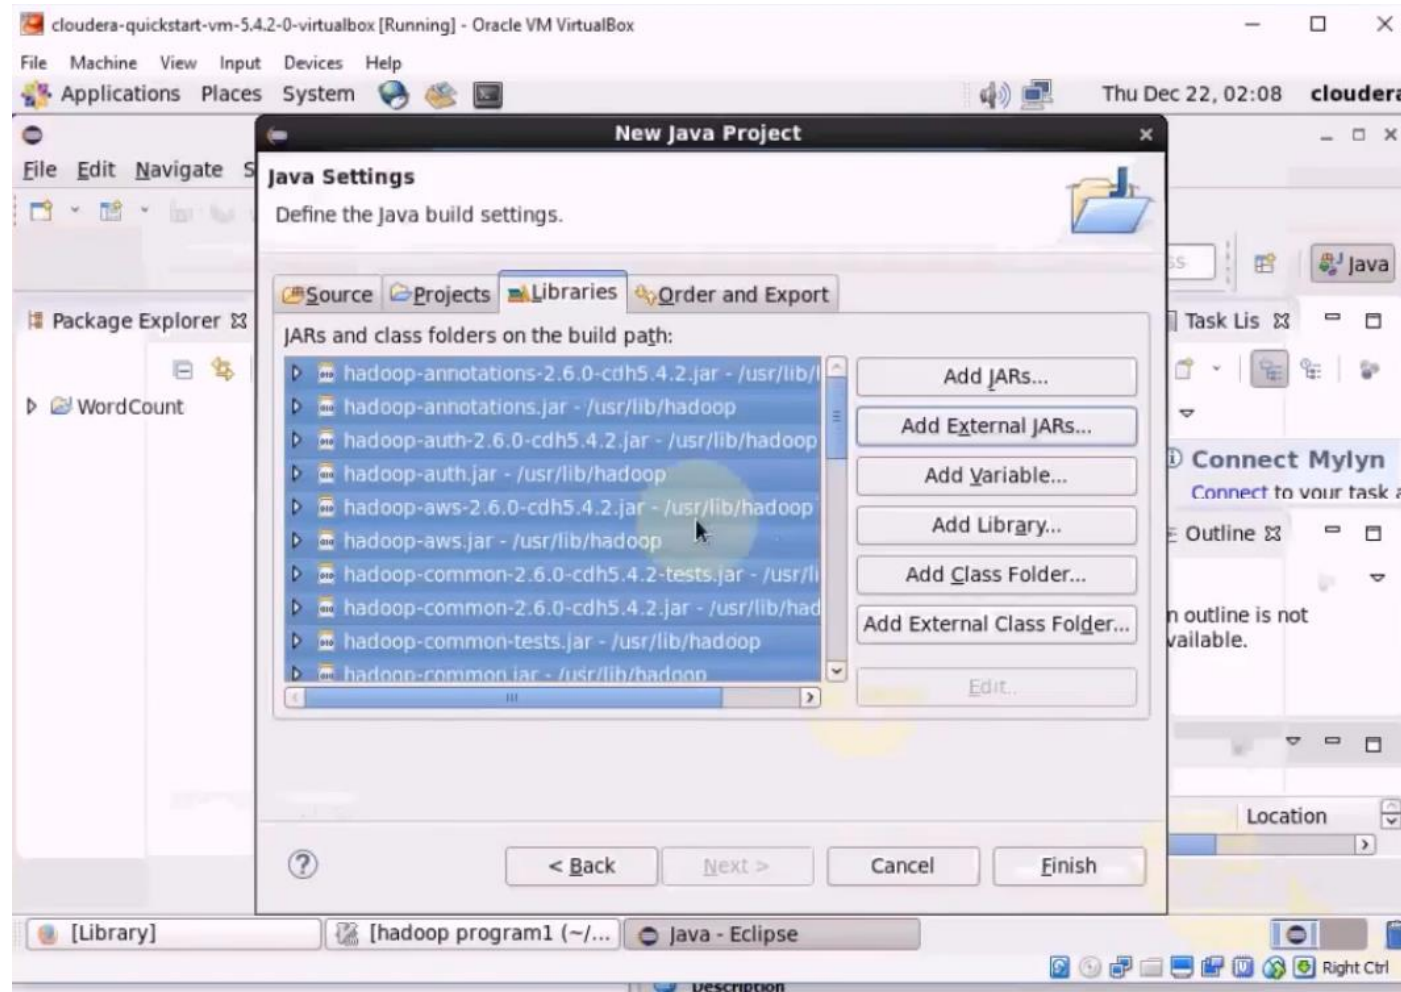 cloudera-quickstart-vm-5.4.2-0-virtualbox [Running] - Oracle VM VirtualBox
File Machine View Input Devices Help
Applications Places System Thu Dec 22, 02:08 cloudera
New Java Project
File Edit Navigate S
Java Settings
Define the Java build settings.
Java
Source Projects Libraries Order and Export
Package Explorer
Task Lis
JARs and class folders on the build path:
hadoop-annotations-2.6.0-cdh5.4.2.jar - /usr/lib/
hadoop-annotations.jar - /usr/lib/hadoop
hadoop-auth-2.6.0-cdh5.4.2.jar - /usr/lib/hadoop
hadoop-auth.jar - /usr/lib/hadoop
hadoop-aws-2.6.0-cdh5.4.2.jar - /usr/lib/hadoop
hadoop-aws.jar - /usr/lib/hadoop
hadoop-common-2.6.0-cdh5.4.2-tests.jar - /usr/li
hadoop-common-2.6.0-cdh5.4.2.jar - /usr/lib/had
hadoop-common-tests.jar - /usr/lib/hadoop
hadoop-common.jar - /usr/lib/hadoop
Add JARs...
Add External JARs...
Add Variable...
Add Library...
Add Class Folder...
Add External Class Folder...
Edit...
WordCount
Connect Mylyn
Connect to your task a
Outline
n outline is not
vailable.
Location
< Back Next > Cancel Finish
[Library] [hadoop program1 (~/... Java - Eclipse
Right Ctrl
Description